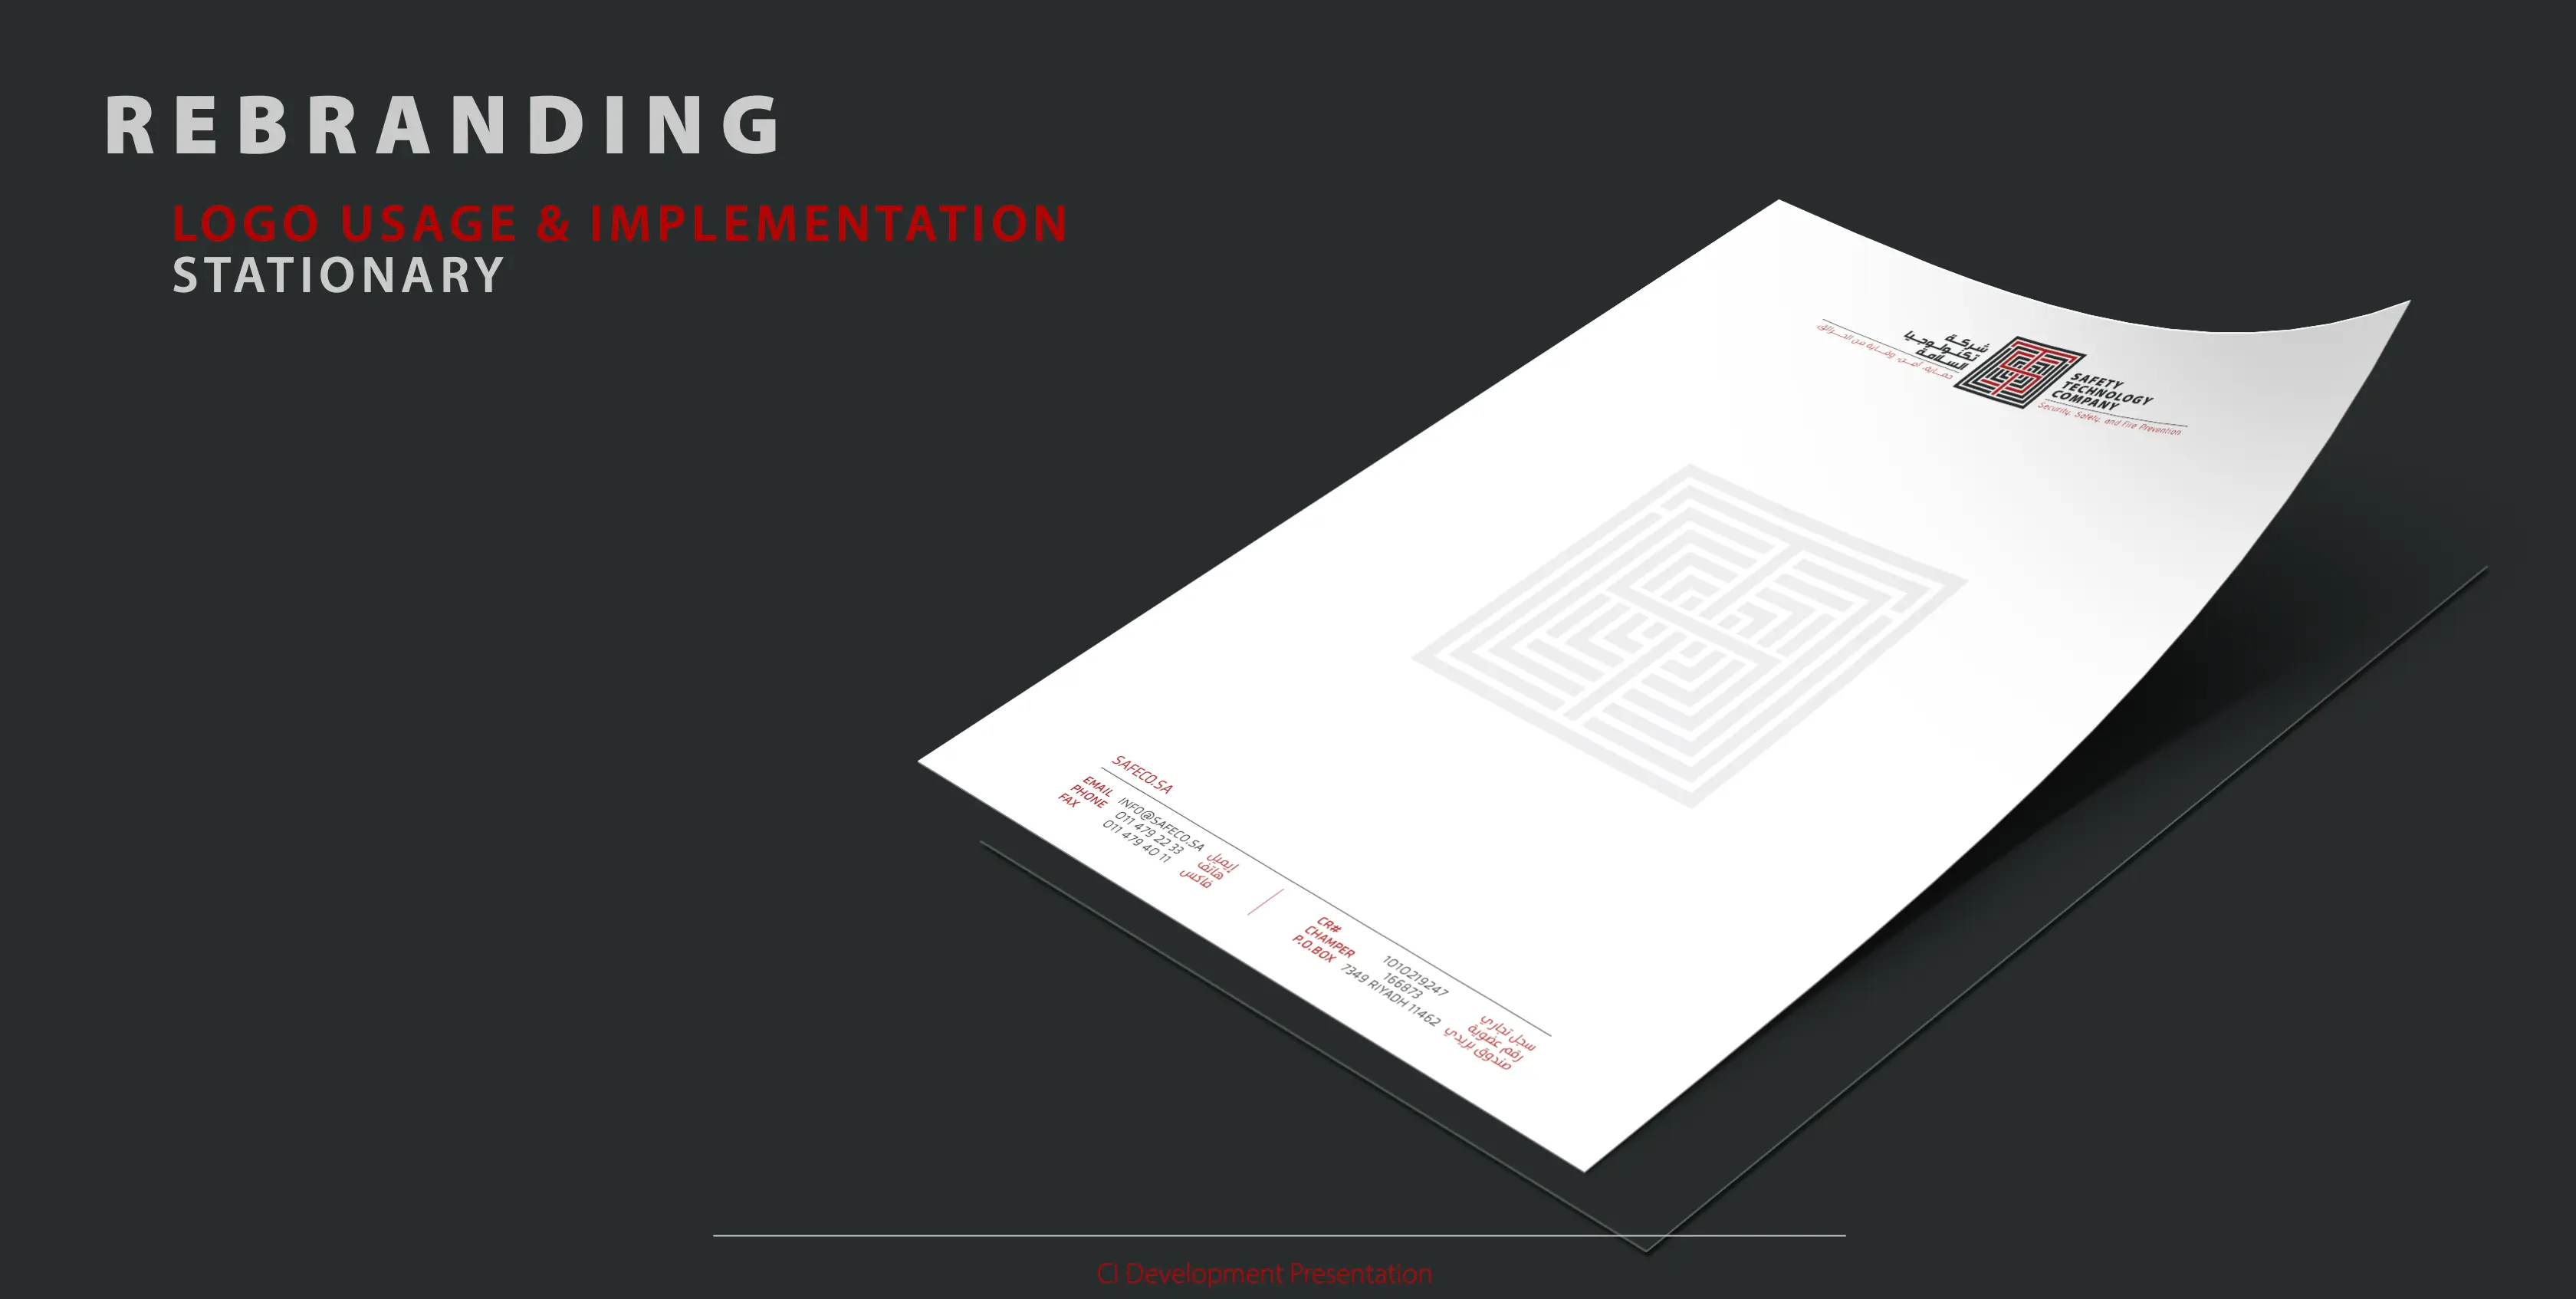 REBRANDING
LOGO USAGE & IMPLEMENTATION
STATIONARY
شركة
تكنولوجيا
السلامة
حماية، أمن، وقاية من الحرائق
SAFETY
TECHNOLOGY
COMPANY
Security, Safety, and Fire Prevention
SAFECO.SA
EMAIL INFO@SAFECO.SA إيميل
PHONE 011 479 22 33 هاتف
FAX 011 479 40 11 فاكس
CR# 1010219247 سجل تجاري
CHAMPER 166873 رقم عضوية
P.O.BOX 7349 RIYADH 11462 صندوق بريدي
CI Development Presentation